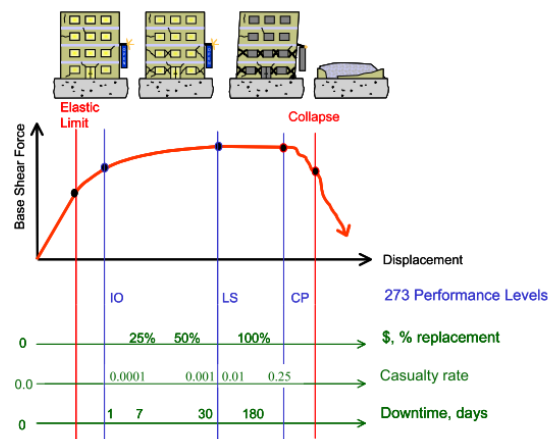 Elastic
Limit
Collapse
Base Shear Force
Displacement
IO LS CP 273 Performance Levels
0 25% 50% 100% $, % replacement
0.0 0.0001 0.001 0.01 0.25 Casualty rate
0 1 7 30 180 Downtime, days